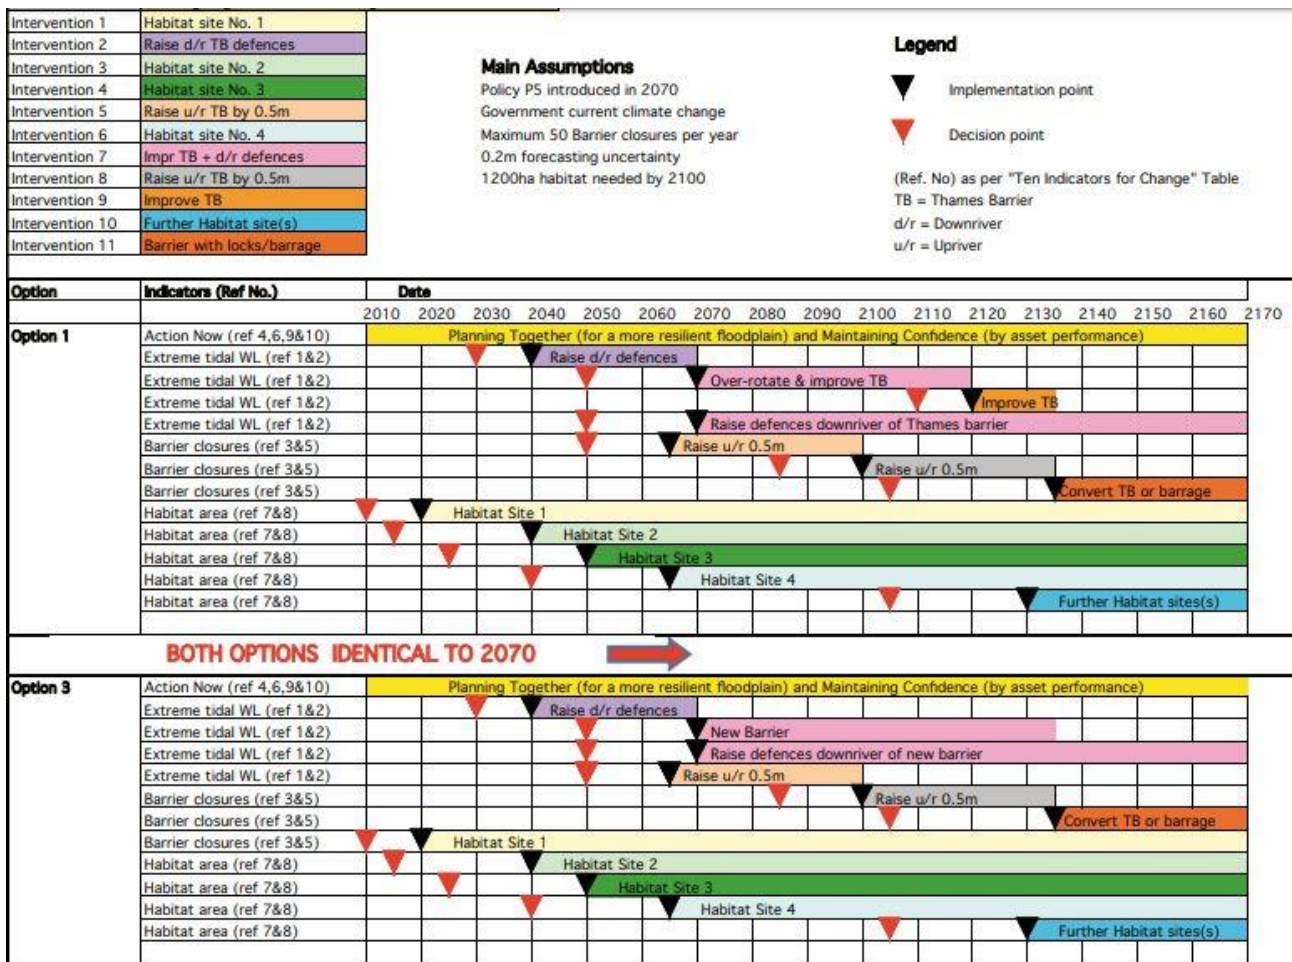 Intervention 1 Habitat site No. 1
Intervention 2 Raise d/r TB defences
Intervention 3 Habitat site No. 2
Intervention 4 Habitat site No. 3
Intervention 5 Raise u/r TB by 0.5m
Intervention 6 Habitat site No. 4
Intervention 7 Impr TB + d/r defences
Intervention 8 Raise u/r TB by 0.5m
Intervention 9 Improve TB
Intervention 10 Further Habitat site(s)
Intervention 11 Barrier with locks/barrage
Main Assumptions
Policy P5 introduced in 2070
Government current climate change
Maximum 50 Barrier closures per year
0.2m forecasting uncertainty
1200ha habitat needed by 2100
Legend
Implementation point
Decision point
(Ref. No) as per "Ten Indicators for Change" Table
TB = Thames Barrier
d/r = Downriver
u/r = Upriver
Option Indicators (Ref No.) Date
2010 2020 2030 2040 2050 2060 2070 2080 2090 2100 2110 2120 2130 2150 2160 2170
Option 1 Action Now (ref 4,6,9&10) Planning Together (for a more resilient floodplain) and Maintaining Confidence (by asset performance)
Extreme tidal WL (ref 1&2) Raise d/r defences
Extreme tidal WL (ref 1&2) Over-rotate & improve TB
Extreme tidal WL (ref 1&2) Improve TB
Extreme tidal WL (ref 1&2) Raise defences downriver of Thames barrier
Barrier closures (ref 3&5) Raise u/r 0.5m
Barrier closures (ref 3&5) Raise u/r 0.5m
Barrier closures (ref 3&5) Convert TB or barrage
Habitat area (ref 7&8) Habitat Site 1
Habitat area (ref 7&8) Habitat Site 2
Habitat area (ref 7&8) Habitat Site 3
Habitat area (ref 7&8) Habitat Site 4
Habitat area (ref 7&8) Further Habitat sites(s)
BOTH OPTIONS IDENTICAL TO 2070
Option 3 Action Now (ref 4,6,9&10) Planning Together (for a more resilient floodplain) and Maintaining Confidence (by asset performance)
Extreme tidal WL (ref 1&2) Raise d/r defences
Extreme tidal WL (ref 1&2) New Barrier
Extreme tidal WL (ref 1&2) Raise defences downriver of new barrier
Extreme tidal WL (ref 1&2) Raise u/r 0.5m
Barrier closures (ref 3&5) Raise u/r 0.5m
Barrier closures (ref 3&5) Convert TB or barrage
Barrier closures (ref 3&5) Habitat Site 1
Habitat area (ref 7&8) Habitat Site 2
Habitat area (ref 7&8) Habitat Site 3
Habitat area (ref 7&8) Habitat Site 4
Habitat area (ref 7&8) Further Habitat sites(s)